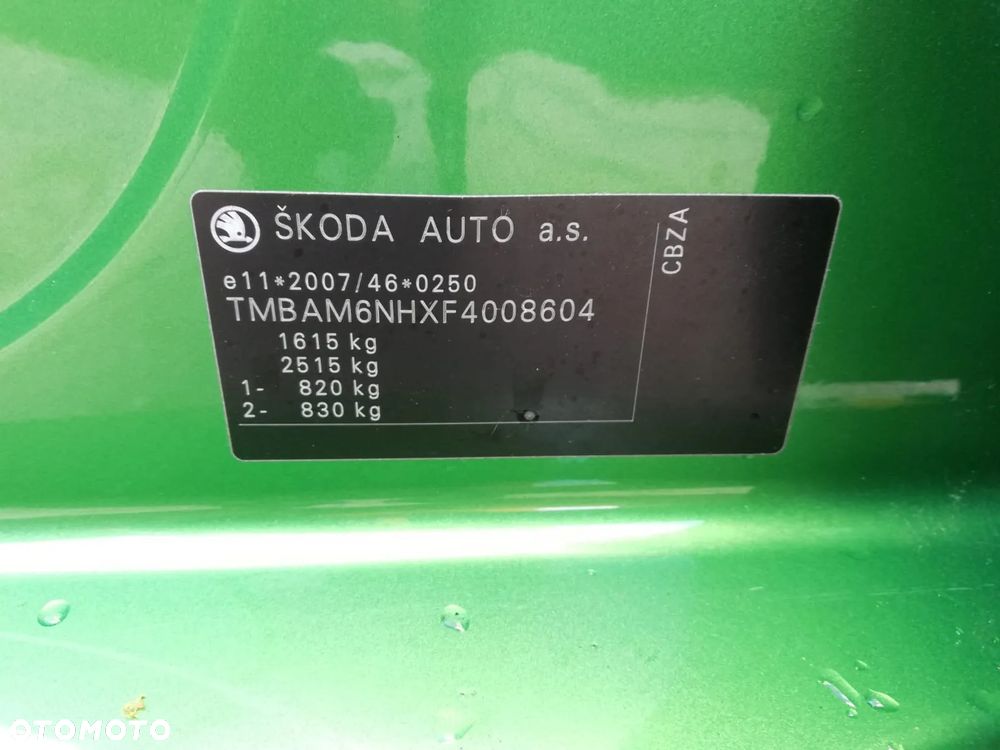 ŠKODA AUTO a.s.
CBZA
e11*2007/46*0250
TMBAM6NHXF4008604
1615 kg
2515 kg
1- 820 kg
2- 830 kg
OTOMOTO